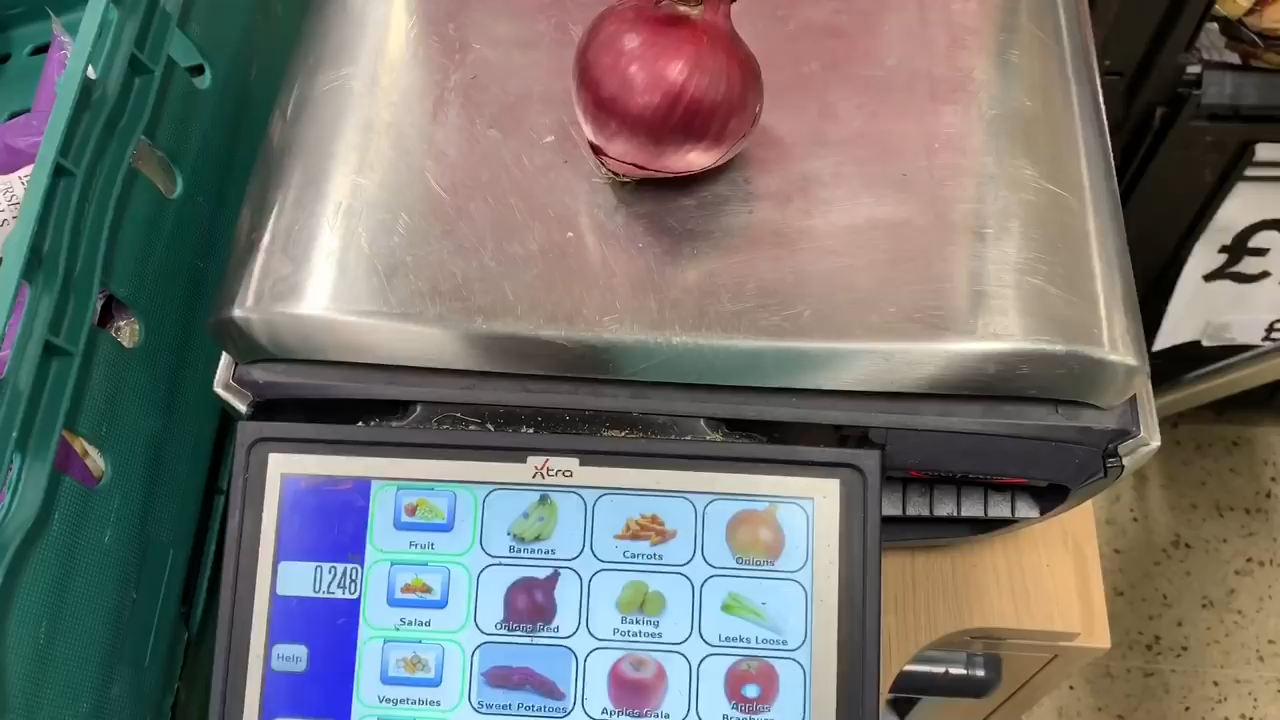 Xtra
Fruit
Bananas
Carrots
Onions
0.248
Salad
Onions Red
Baking
Potatoes
Leeks Loose
Help
Vegetables
Sweet Potatoes
Apples Gala
Apples
£